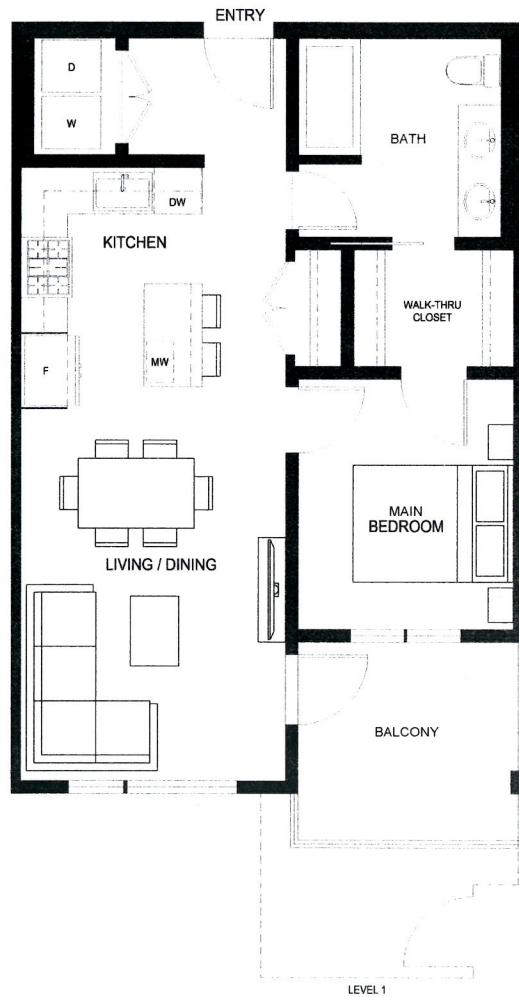 ENTRY
D
W
BATH
DW
KITCHEN
WALK-THRU
CLOSET
MW
F
MAIN
BEDROOM
LIVING / DINING
BALCONY
LEVEL 1